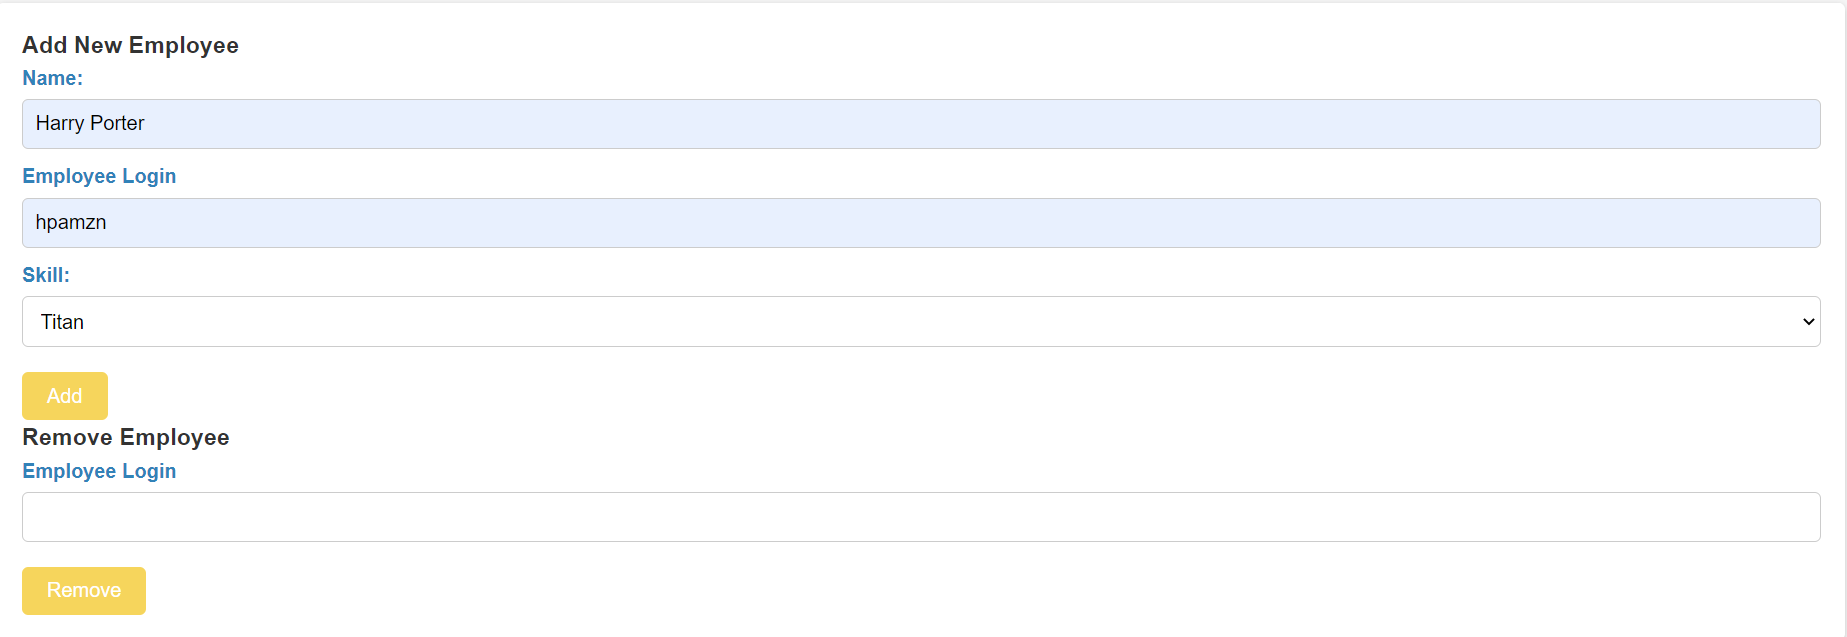 Add New Employee
Name:
Harry Porter
Employee Login
hpamzn
Skill:
Titan
Add
Remove Employee
Employee Login
Remove